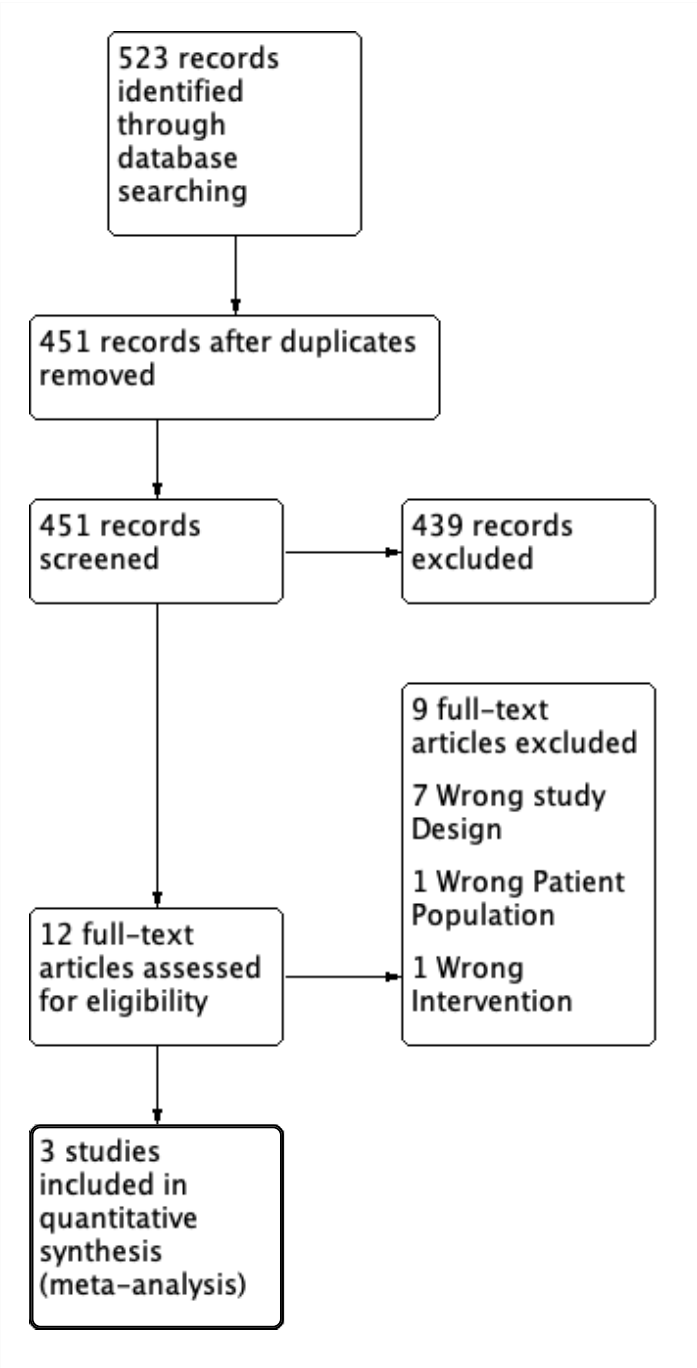 523 records
identified
through
database
searching
451 records after duplicates
removed
451 records
screened
439 records
excluded
9 full-text
articles excluded
7 Wrong study
Design
1 Wrong Patient
Population
1 Wrong
Intervention
12 full-text
articles assessed
for eligibility
3 studies
included in
quantitative
synthesis
(meta-analysis)